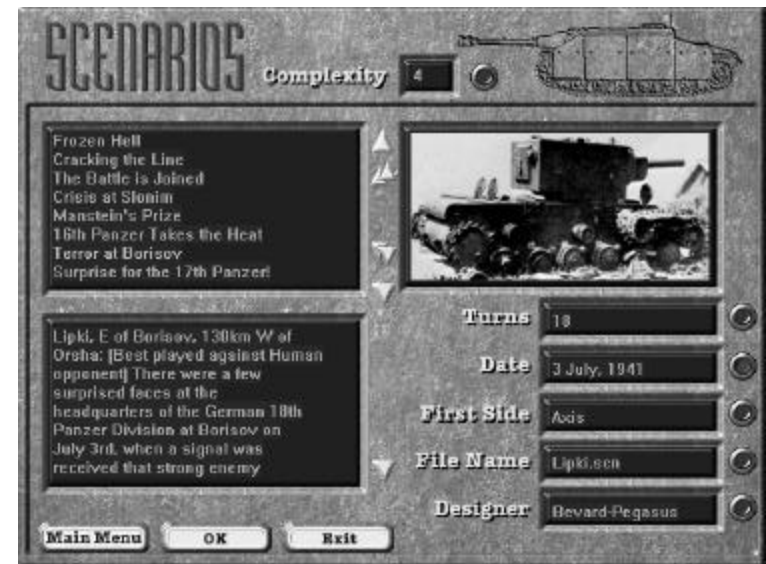 SCENARIOS
Complexity 4
Frozen Hell
Cracking the Line
The Battle is Joined
Crisis at Slonim
Manstein's Prize
16th Panzer Takes the Heat
Terror at Borisov
Surprise for the 17th Panzer!
Lipki, E of Borisov, 130km W of
Orsha: [Best played against Human
opponent] There were a few
surprised faces at the
headquarters of the German 18th
Panzer Division at Borisov on
July 3rd, when a signal was
received that strong enemy
Turns 18
Date 3 July, 1941
First Side Axis
File Name Lipki.scn
Designer Bevard-Pegasus
Main Menu OK Exit